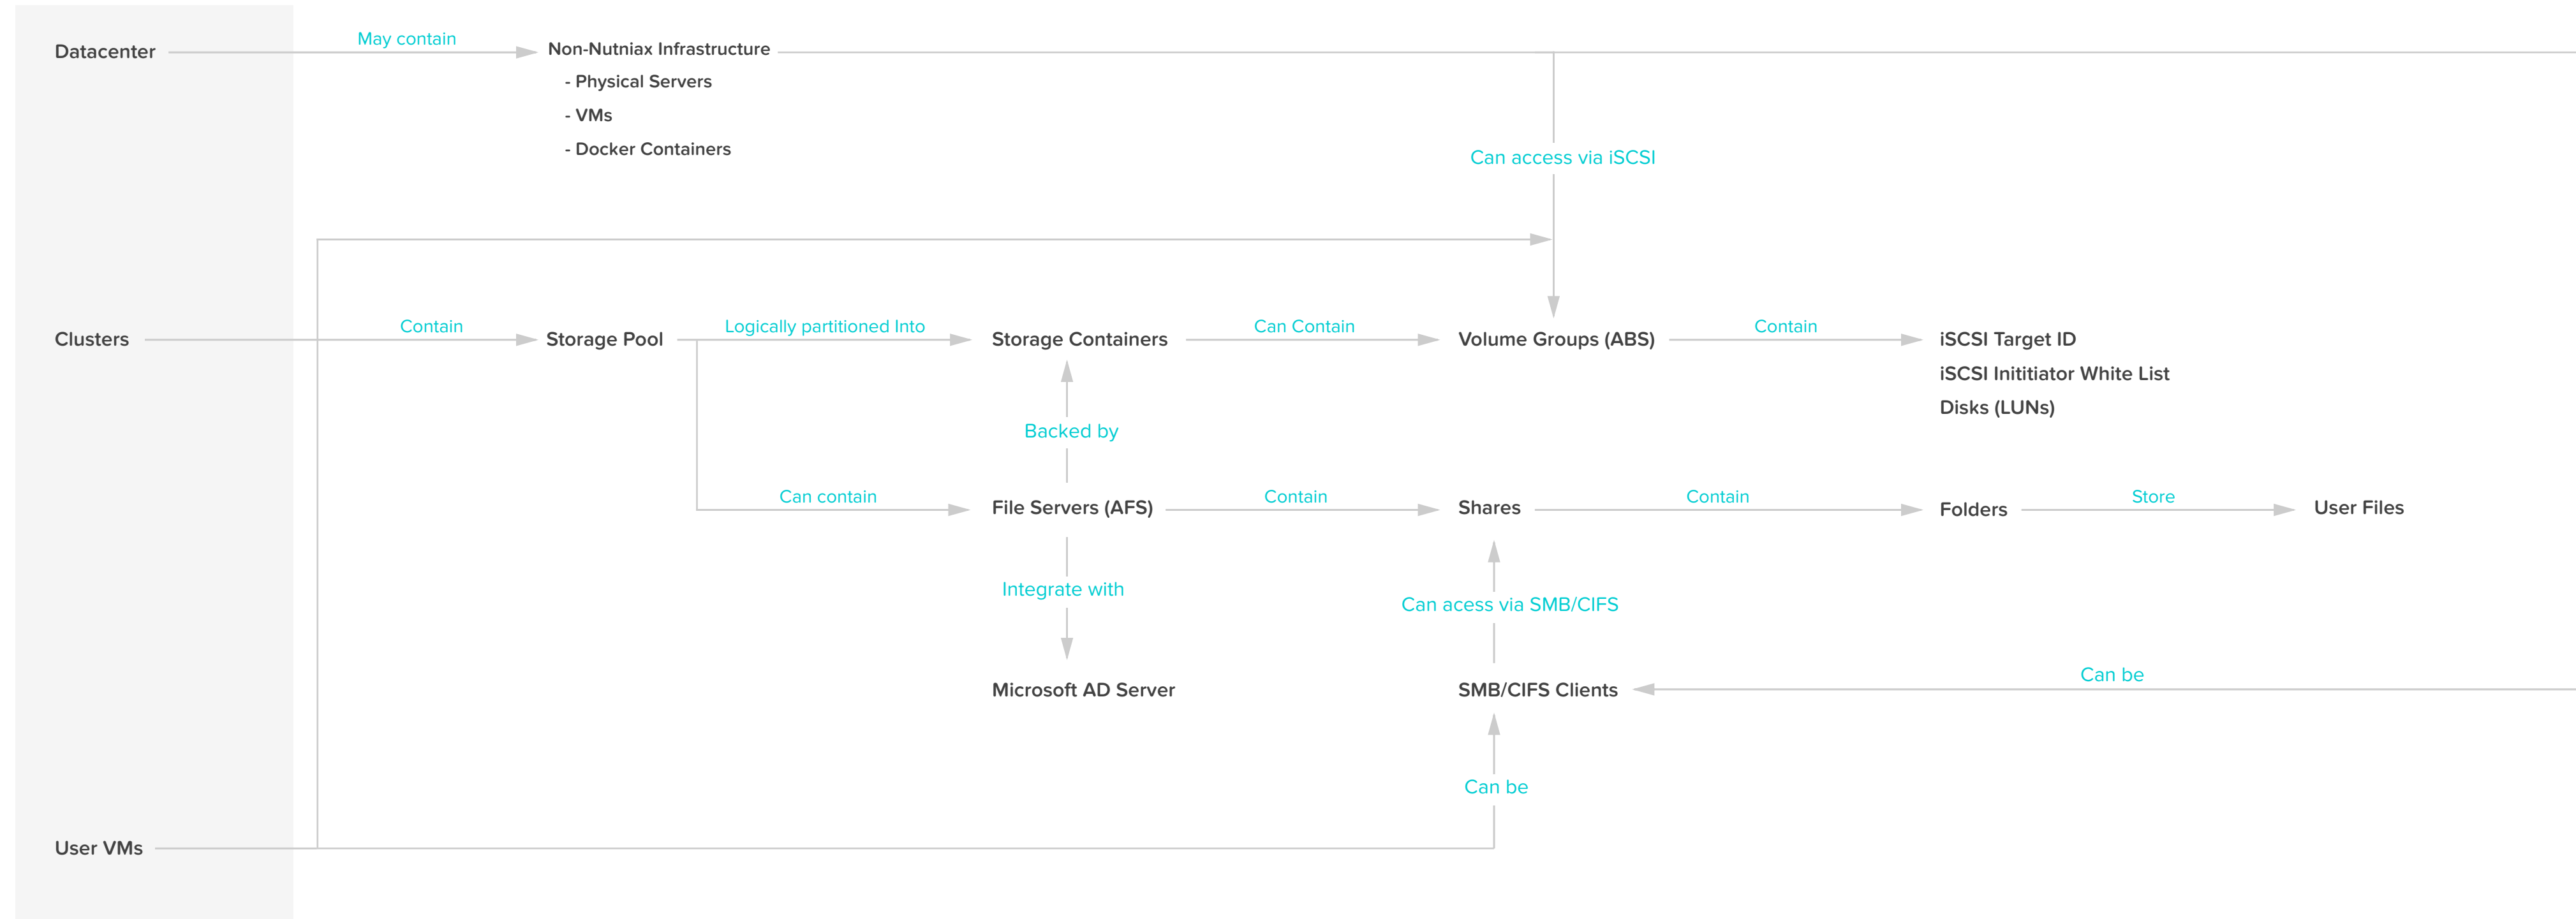 May contain
Datacenter
Non-Nutniax Infrastructure
- Physical Servers
- VMs
- Docker Containers
Can access via iSCSI
Clusters
Contain
Storage Pool
Logically partitioned Into
Storage Containers
Can Contain
Volume Groups (ABS)
Contain
iSCSI Target ID
iSCSI Inititiator White List
Disks (LUNs)
Backed by
Can contain
File Servers (AFS)
Contain
Shares
Contain
Folders
Store
User Files
Integrate with
Can acess via SMB/CIFS
Microsoft AD Server
SMB/CIFS Clients
Can be
Can be
User VMs